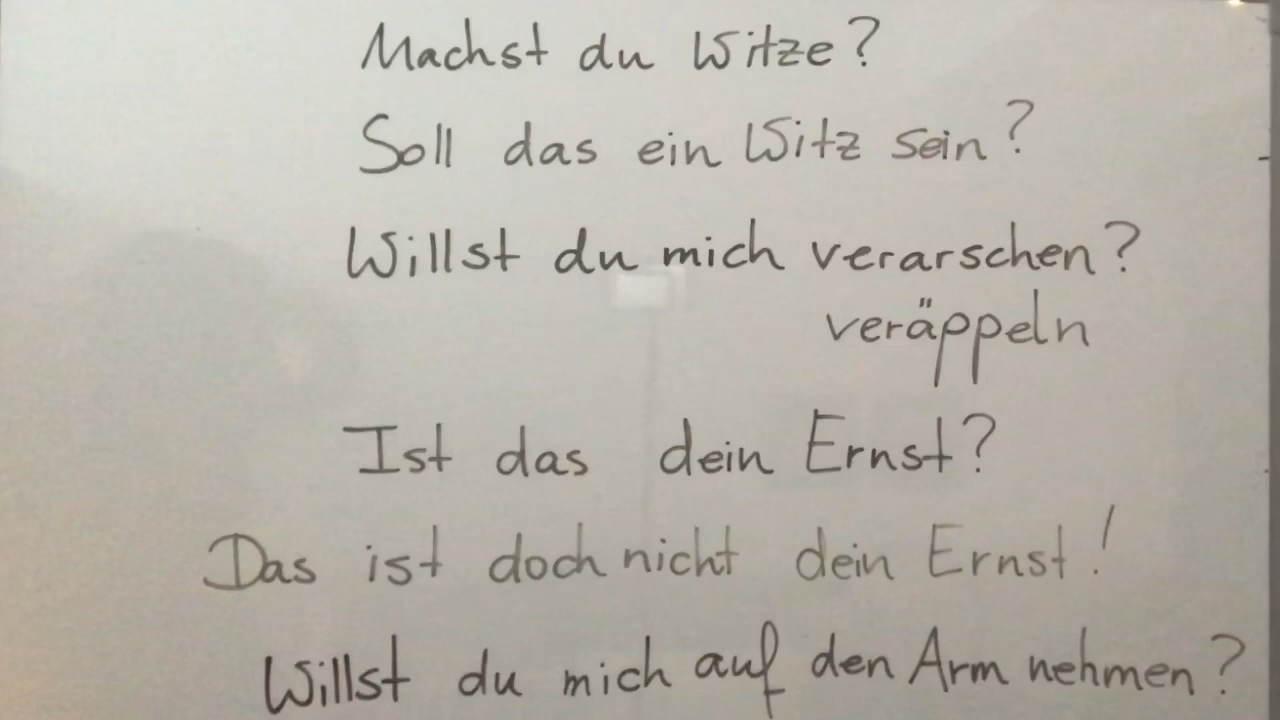 Machst du Witze?
Soll das ein Witz sein?
Willst du mich verarschen?
veräppeln
Ist das dein Ernst?
Das ist doch nicht dein Ernst!
Willst du mich auf den Arm nehmen?